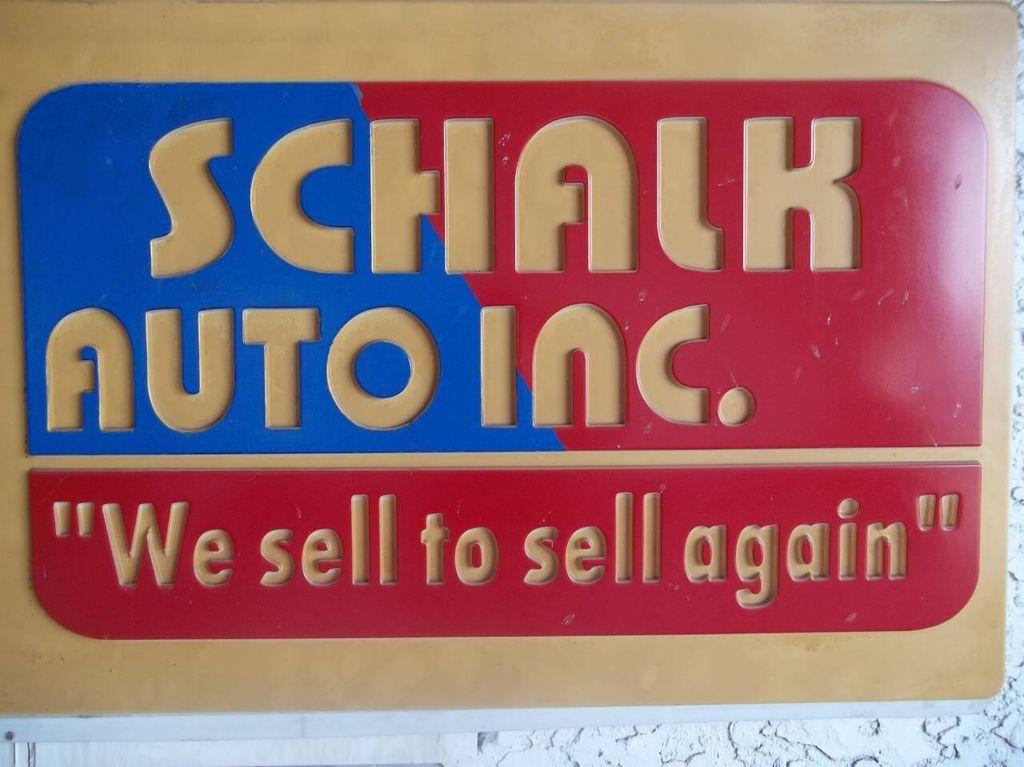 SCHALK
AUTO INC.
"We sell to sell again"